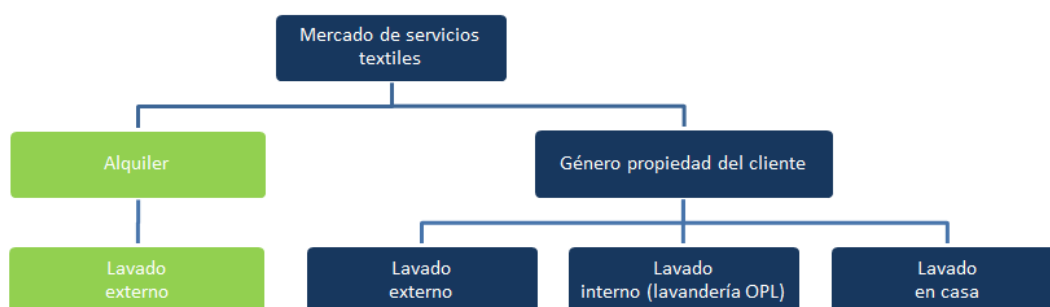 Mercado de servicios
textiles
Alquiler
Género propiedad del cliente
Lavado
externo
Lavado
externo
Lavado
interno (lavandería OPL)
Lavado
en casa